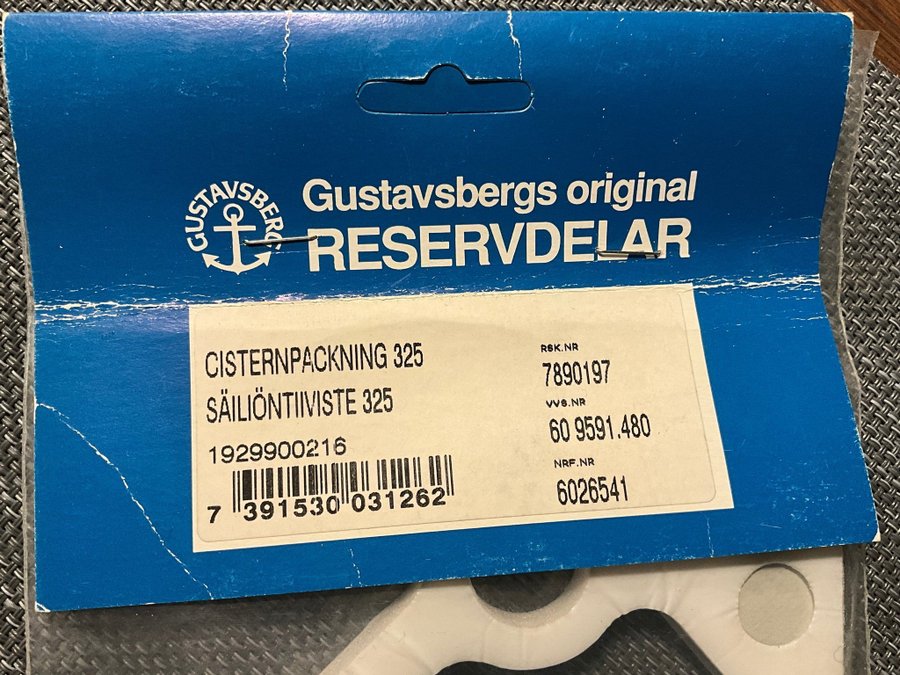 GUSTAVSBERG
Gustavsbergs original
RESERVDELAR
CISTERNPACKNING 325
SÄILIÖNTIIVISTE 325
1929900216
7 391530 031262
RSK.NR
7890197
VVS.NR
60 9591.480
NRF.NR
6026541